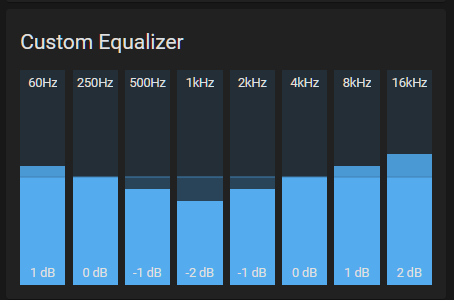 Custom Equalizer
60Hz 250Hz 500Hz 1kHz 2kHz 4kHz 8kHz 16kHz
1 dB 0 dB -1 dB -2 dB -1 dB 0 dB 1 dB 2 dB